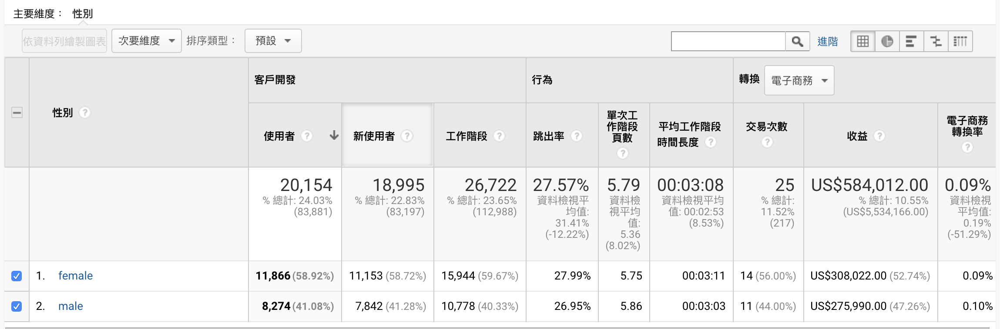 主要維度： 性別
依資料列繪製圖表 次要維度 排序類型： 預設 進階
客戶開發 行為 轉換 電子商務
性別 ?
使用者 ?
新使用者 ?
工作階段 ?
跳出率 ?
單次工
作階段
頁數
?
平均工作階段
時間長度 ?
交易次數
?
收益 ?
電子商務
轉換率
?
20,154
% 總計: 24.03%
(83,881)
18,995
% 總計: 22.83%
(83,197)
26,722
% 總計: 23.65%
(112,988)
27.57%
資料檢視平
均值:
31.41%
(-12.22%)
5.79
資料檢
視平均
值:
5.36
(8.02%)
00:03:08
資料檢視平均
值: 00:02:53
(8.53%)
25
% 總計:
11.52%
(217)
US$584,012.00
% 總計: 10.55%
(US$5,534,166.00)
0.09%
資料檢視
平均值:
0.19%
(-51.29%)
1. female 11,866 (58.92%) 11,153 (58.72%) 15,944 (59.67%) 27.99% 5.75 00:03:11 14 (56.00%) US$308,022.00 (52.74%) 0.09%
2. male 8,274 (41.08%) 7,842 (41.28%) 10,778 (40.33%) 26.95% 5.86 00:03:03 11 (44.00%) US$275,990.00 (47.26%) 0.10%